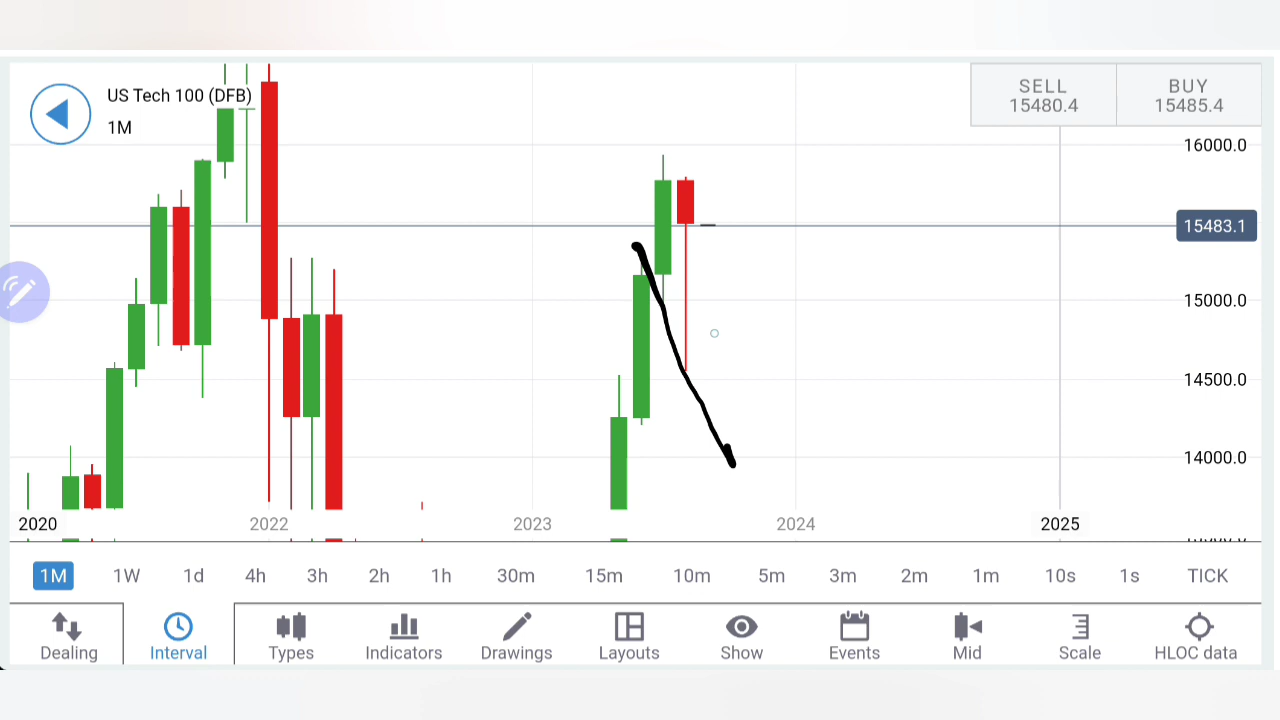 US Tech 100 (DFB)
1M
SELL
15480.4
BUY
15485.4
16000.0
15483.1
15000.0
14500.0
14000.0
2020 2022 2023 2024 2025
1M 1W 1d 4h 3h 2h 1h 30m 15m 10m 5m 3m 2m 1m 10s 1s TICK
Dealing Interval Types Indicators Drawings Layouts Show Events Mid Scale HLOC data